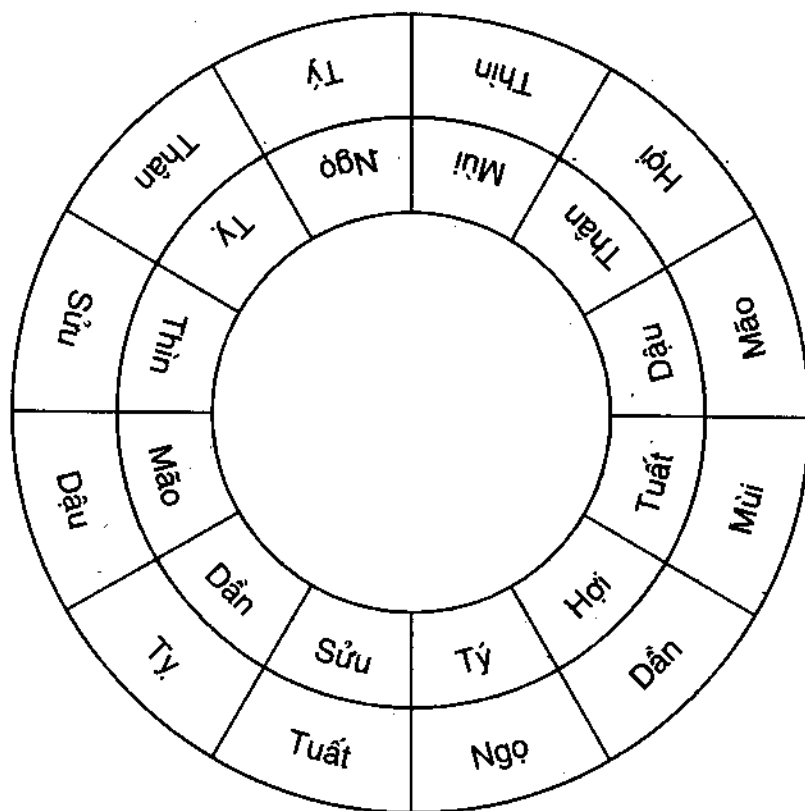 Tý
Thìn
Hợi
Mão
Mùi
Dần
Ngọ
Tuất
Tỵ
Dậu
Sửu
Thân
Ngọ
Mùi
Thân
Dậu
Tuất
Hợi
Tý
Sửu
Dần
Mão
Thìn
Tỵ